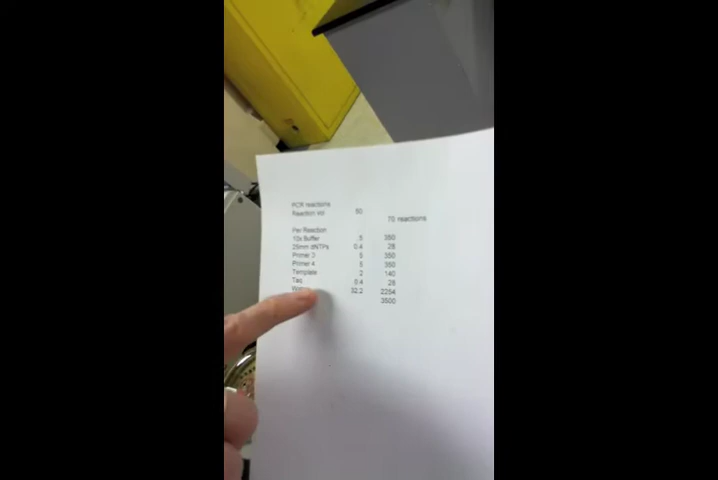 PCR reactions
Reaction Vol 50
70 reactions
Per Reaction
10x Buffer 5 350
25mm dNTPs 0.4 28
Primer 3 5 350
Primer 4 5 350
Template 2 140
Taq 0.4 28
32.2 2254
3500